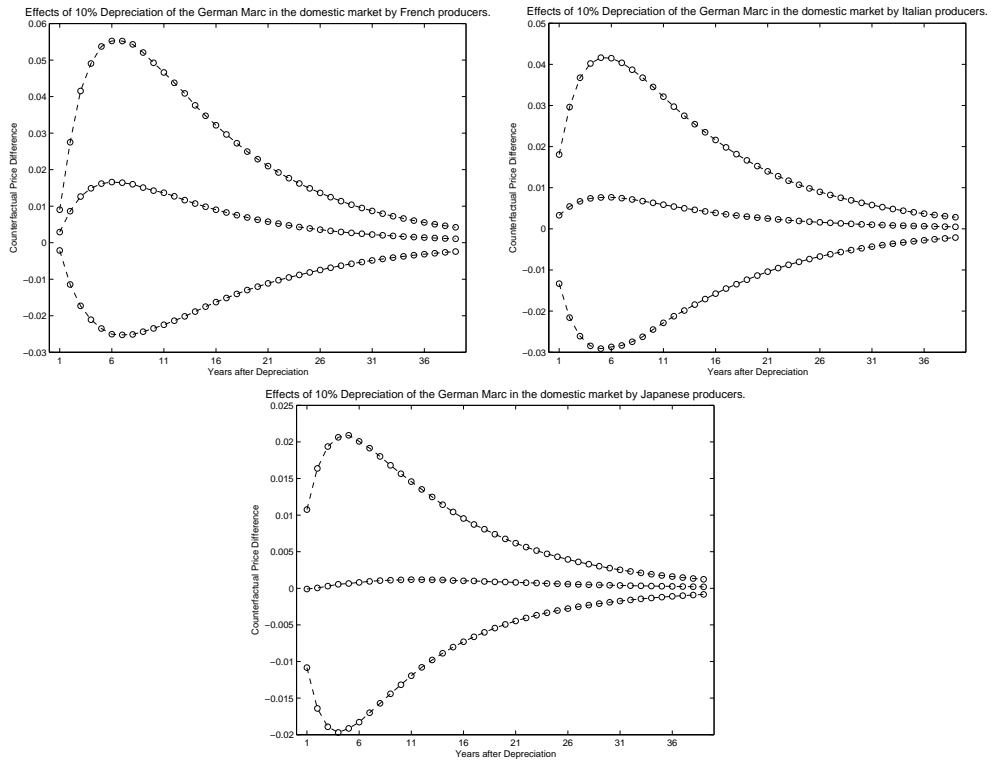 Effects of 10% Depreciation of the German Marc in the domestic market by French producers.
0.06
0.05
0.04
0.03
0.02
0.01
0
−0.01
−0.02
−0.03
Counterfactual Price Difference
1 6 11 16 21 26 31 36
Years after Depreciation
Effects of 10% Depreciation of the German Marc in the domestic market by Italian producers.
0.05
0.04
0.03
0.02
0.01
0
−0.01
−0.02
−0.03
Counterfactual Price Difference
1 6 11 16 21 26 31 36
Years after Depreciation
Effects of 10% Depreciation of the German Marc in the domestic market by Japanese producers.
0.025
0.02
0.015
0.01
0.005
0
−0.005
−0.01
−0.015
−0.02
Counterfactual Price Difference
1 6 11 16 21 26 31 36
Years after Depreciation